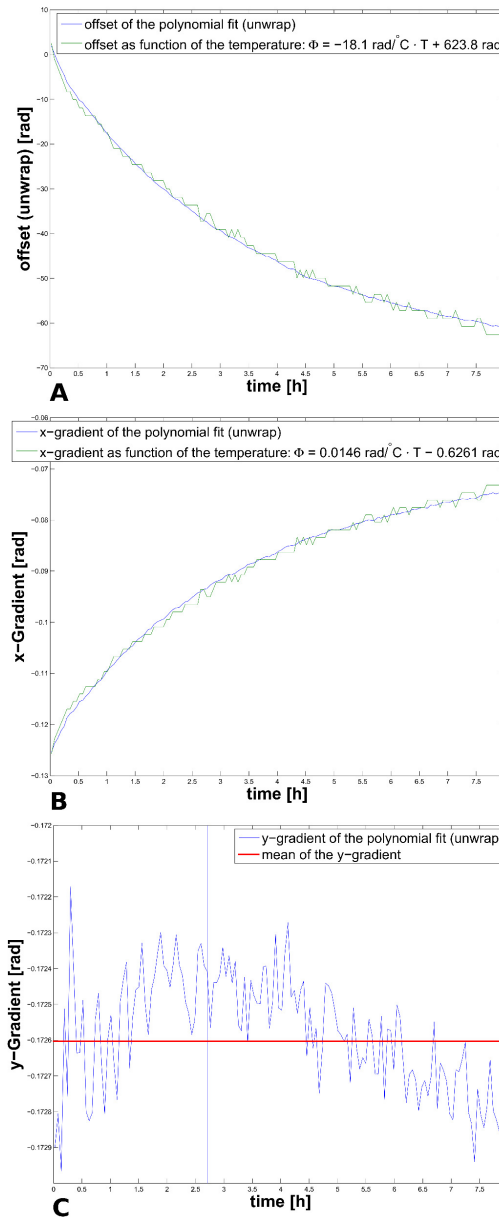 offset of the polynomial fit (unwrap)
offset as function of the temperature: Φ = −18.1 rad/°C · T + 623.8 rad
10
0
−10
−20
−30
−40
−50
−60
−70
offset (unwrap) [rad]
0 0.5 1 1.5 2 2.5 3 3.5 4 4.5 5 5.5 6 6.5 7 7.5
time [h]
A
x−gradient of the polynomial fit (unwrap)
x−gradient as function of the temperature: Φ = 0.0146 rad/°C · T − 0.6261 rad
−0.06
−0.07
−0.08
−0.09
−0.1
−0.11
−0.12
−0.13
x−Gradient [rad]
0 0.5 1 1.5 2 2.5 3 3.5 4 4.5 5 5.5 6 6.5 7 7.5
time [h]
B
y−gradient of the polynomial fit (unwrap
mean of the y−gradient
−0.172
−0.1721
−0.1722
−0.1723
−0.1724
−0.1725
−0.1726
−0.1727
−0.1728
−0.1729
y−Gradient [rad]
0 0.5 1 1.5 2 2.5 3 3.5 4 4.5 5 5.5 6 6.5 7 7.5
time [h]
C